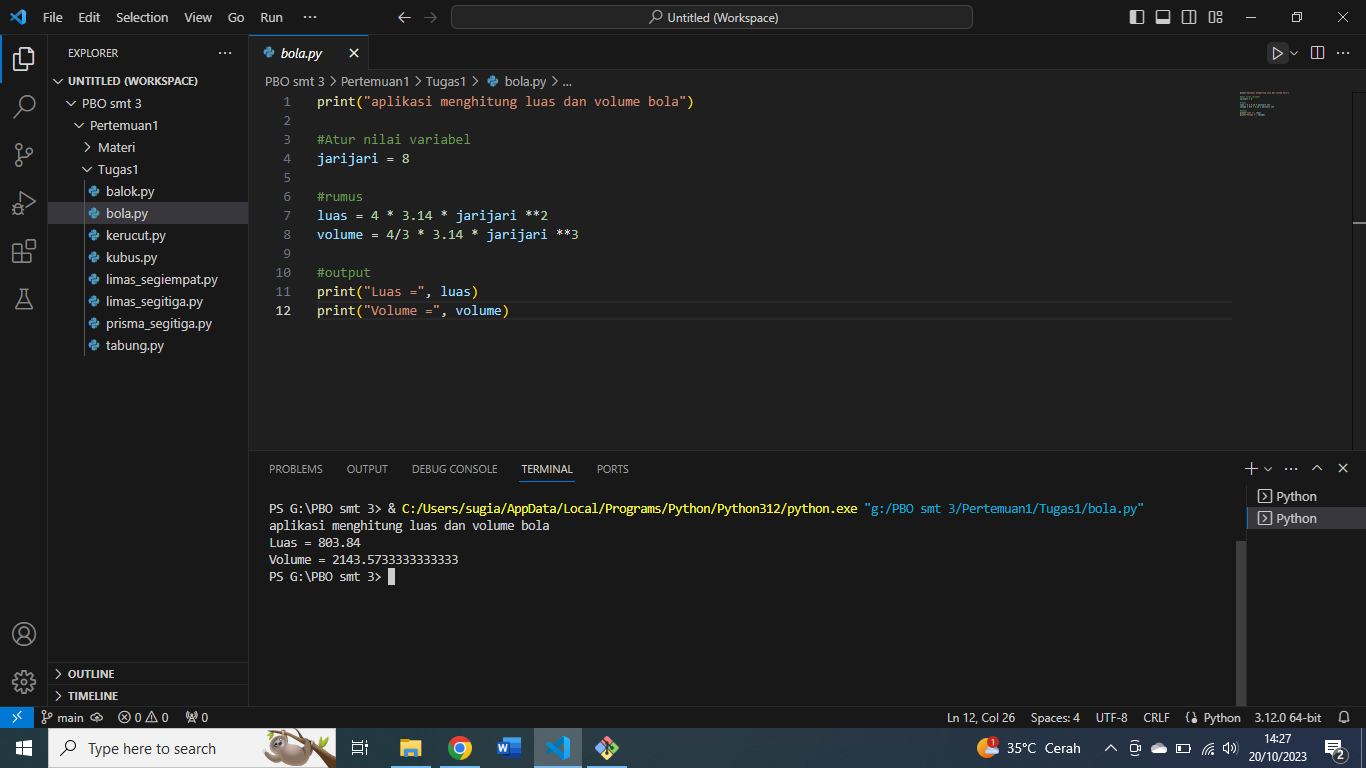 File Edit Selection View Go Run ···
Untitled (Workspace)
EXPLORER
UNTITLED (WORKSPACE)
PBO smt 3
Pertemuan1
Materi
Tugas1
balok.py
bola.py
kerucut.py
kubus.py
limas_segiempat.py
limas_segitiga.py
prisma_segitiga.py
tabung.py
OUTLINE
TIMELINE
bola.py
PBO smt 3 > Pertemuan1 > Tugas1 > bola.py > ...
1 print("aplikasi menghitung luas dan volume bola")
2
3 #Atur nilai variabel
4 jarijari = 8
5
6 #rumus
7 luas = 4 * 3.14 * jarijari **2
8 volume = 4/3 * 3.14 * jarijari **3
9
10 #output
11 print("Luas =", luas)
12 print("Volume =", volume)
PROBLEMS OUTPUT DEBUG CONSOLE TERMINAL PORTS
PS G:\PBO smt 3> & C:/Users/sugia/AppData/Local/Programs/Python/Python312/python.exe "g:/PBO smt 3/Pertemuan1/Tugas1/bola.py"
aplikasi menghitung luas dan volume bola
Luas = 803.84
Volume = 2143.5733333333333
PS G:\PBO smt 3>
Python
Python
main 0 0 0
Ln 12, Col 26 Spaces: 4 UTF-8 CRLF Python 3.12.0 64-bit
Type here to search
1 35°C Cerah
14:27
20/10/2023
2